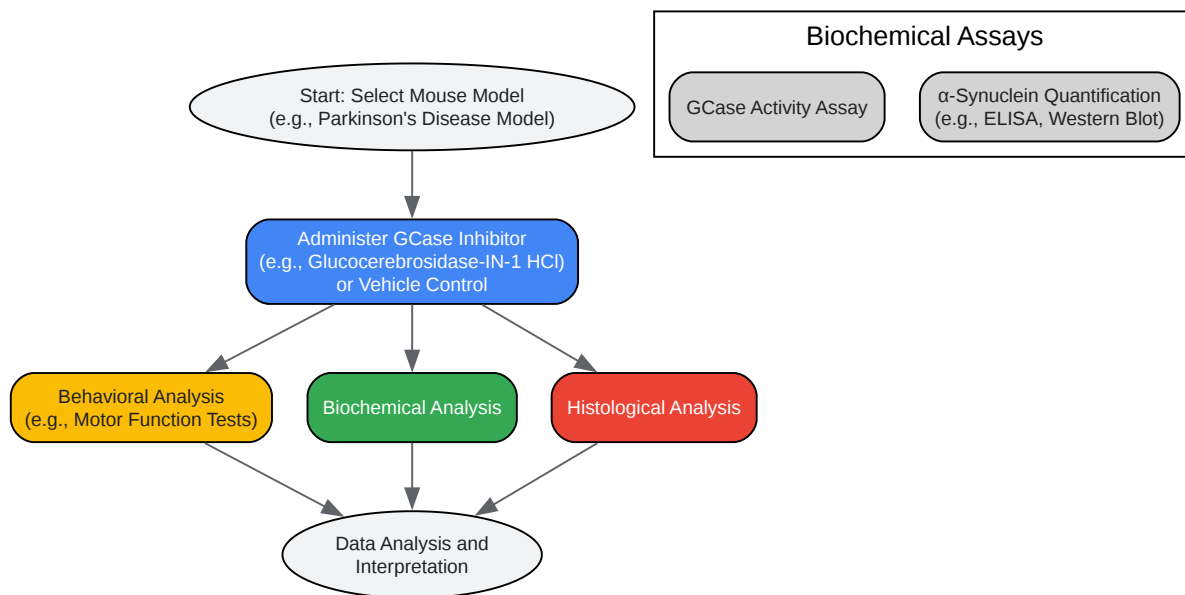 Biochemical Assays
Start: Select Mouse Model
(e.g., Parkinson's Disease Model)
GCase Activity Assay
α-Synuclein Quantification
(e.g., ELISA, Western Blot)
Administer GCase Inhibitor
(e.g., Glucocerebrosidase-IN-1 HCl)
or Vehicle Control
Behavioral Analysis
(e.g., Motor Function Tests)
Biochemical Analysis
Histological Analysis
Data Analysis and
Interpretation